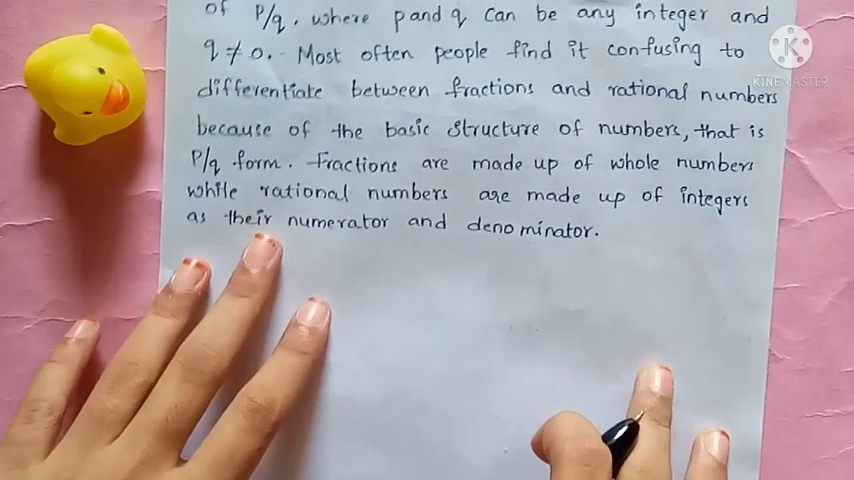 of P/q, where p and q can be any integer and
q ≠ 0. Most often people find it confusing to
differentiate between fractions and rational numbers
because of the basic structure of numbers, that is
P/q form. Fractions are made up of whole numbers
while rational numbers are made up of integers
as their numerator and denominator.
K
KINEMASTER